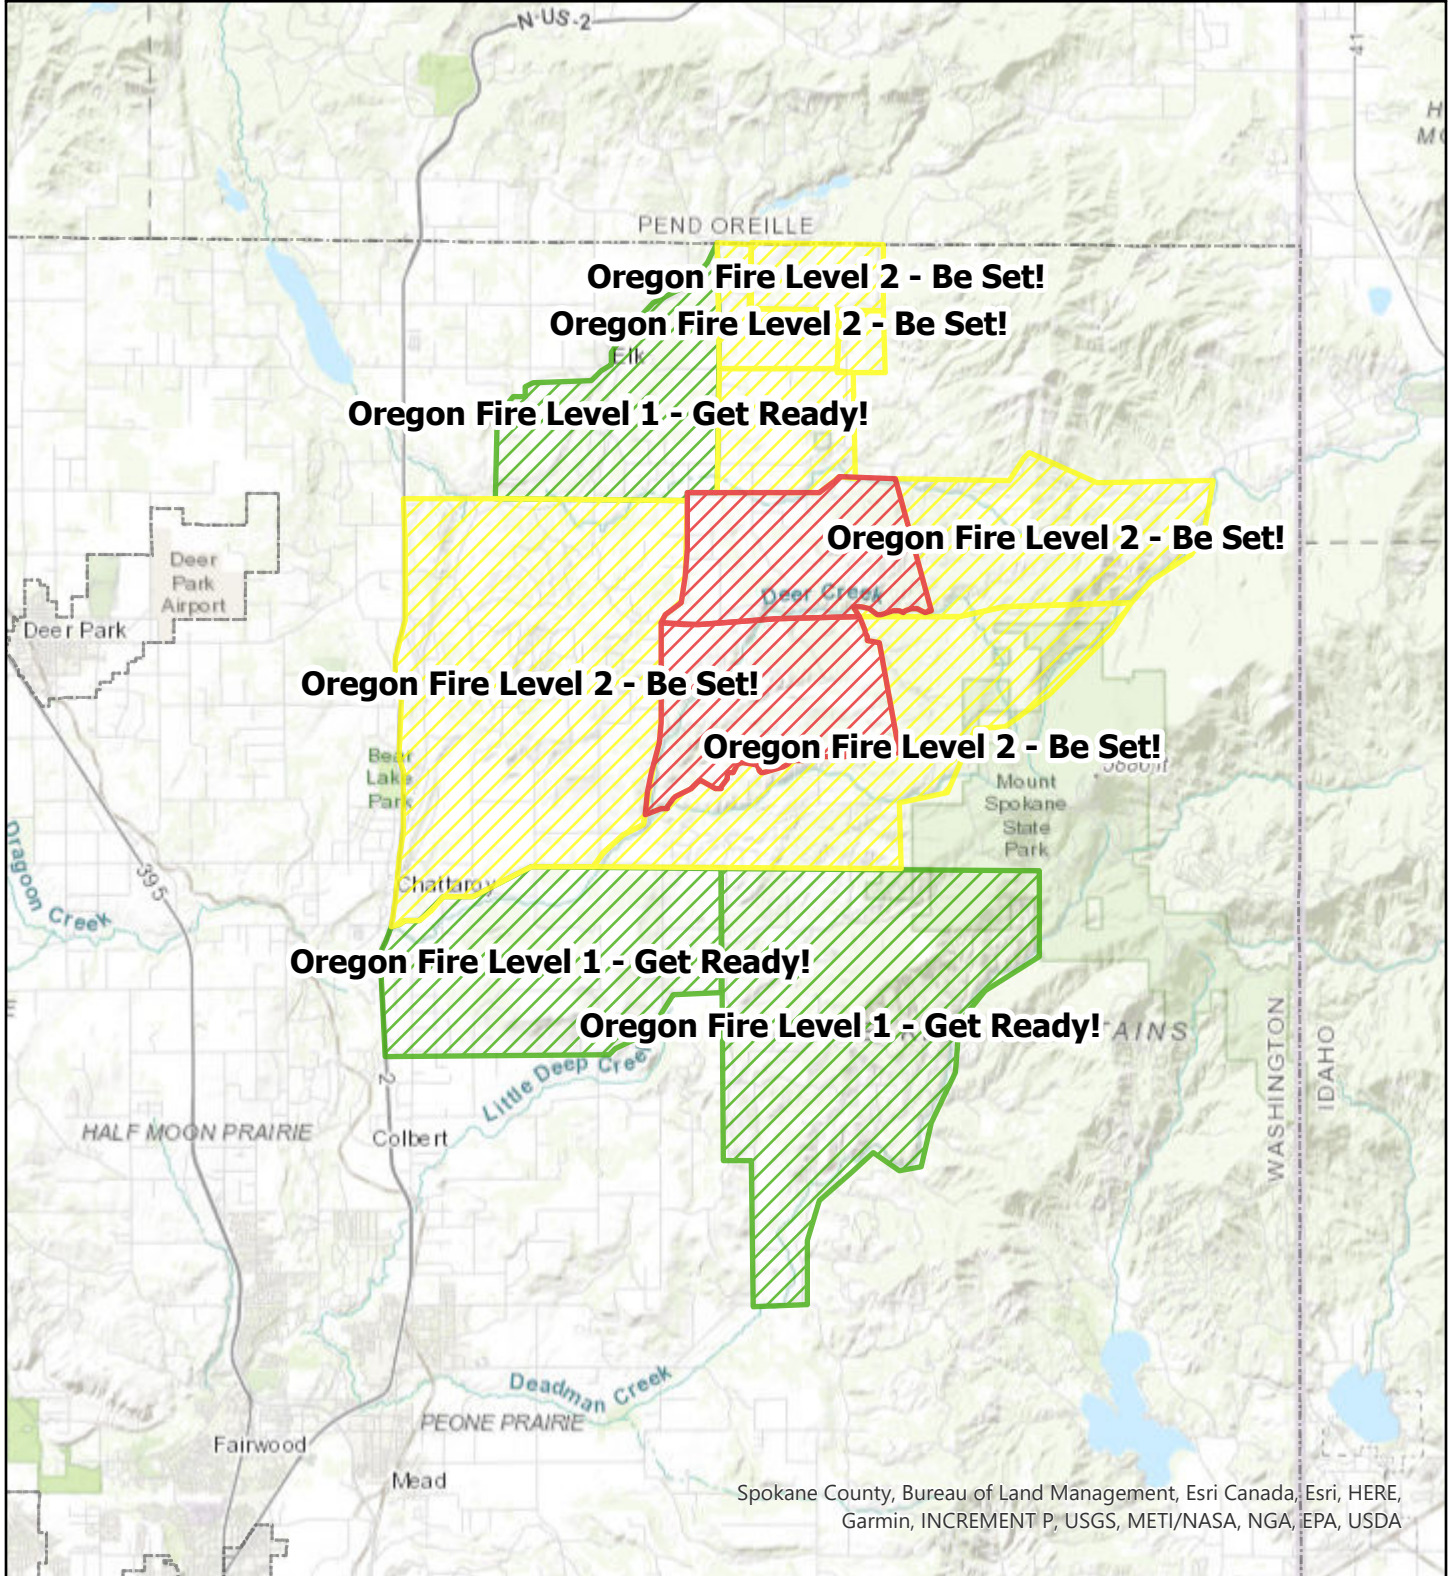 N-US-2
41
PEND OREILLE
Oregon Fire Level 2 - Be Set!
Oregon Fire Level 2 - Be Set!
Elk
Oregon Fire Level 1 - Get Ready!
Oregon Fire Level 2 - Be Set!
Deer
Park
Airport
Deer Creek
Deer Park
Oregon Fire Level 2 - Be Set!
Oregon Fire Level 2 - Be Set!
Bear
Lake
Park
Mount
Spokane
State
Park
395
Dragoon Creek
Chattaroy
Oregon Fire Level 1 - Get Ready!
Oregon Fire Level 1 - Get Ready!
AINS
WASHINGTON
IDAHO
Little Deep Creek
2
HALF MOON PRAIRIE
Colbert
Deadman Creek
PEONE PRAIRIE
Fairwood
Mead
Spokane County, Bureau of Land Management, Esri Canada, Esri, HERE,
Garmin, INCREMENT P, USGS, METI/NASA, NGA, EPA, USDA